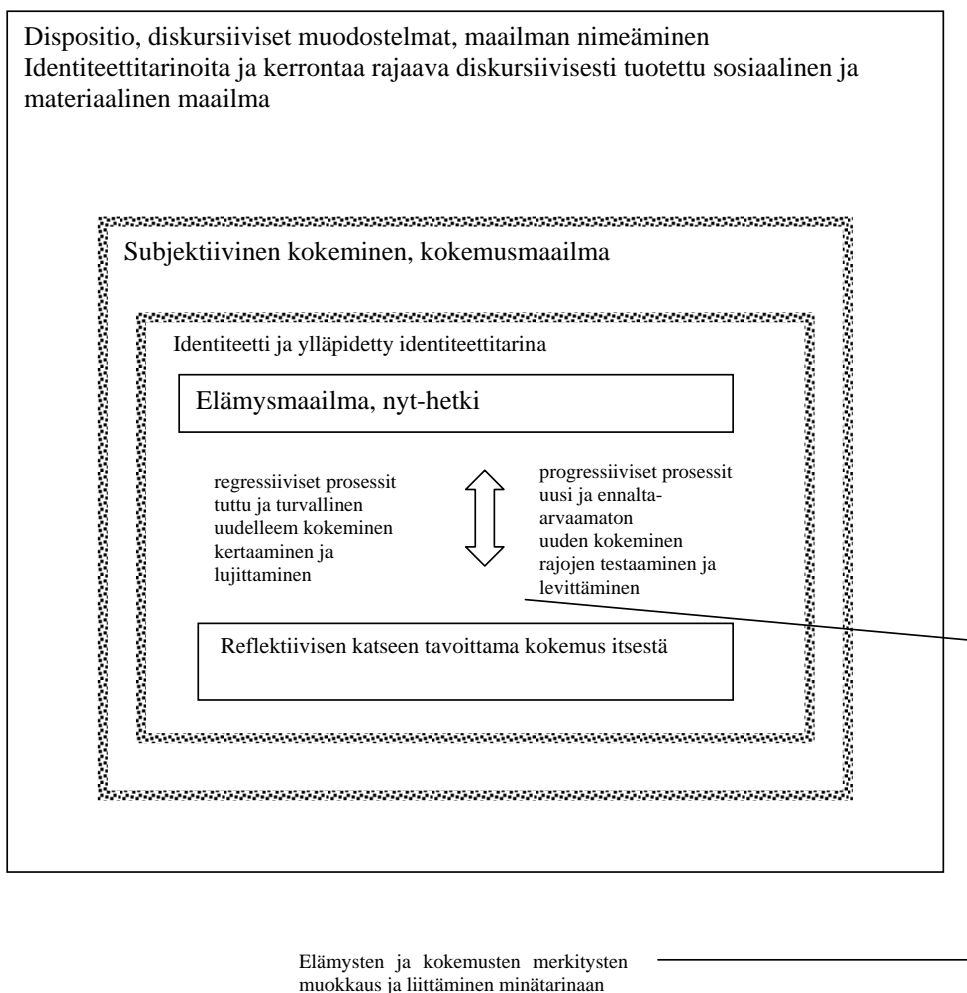 Dispositio, diskursiiviset muodostelmat, maailman nimeäminen
Identiteettitarinoita ja kerrontaa rajaava diskursiivisesti tuotettu sosiaalinen ja
materiaalinen maailma
Subjektiivinen kokeminen, kokemusmaailma
Identiteetti ja ylläpidetty identiteettitarina
Elämysmaailma, nyt-hetki
regressiiviset prosessit
tuttu ja turvallinen
uudelleem kokeminen
kertaaminen ja
lujittaminen
progressiiviset prosessit
uusi ja ennalta-
arvaamaton
uuden kokeminen
rajojen testaaminen ja
levittäminen
Reflektiivisen katseen tavoittama kokemus itsestä
Elämysten ja kokemusten merkitysten
muokkaus ja liittäminen minätarinaan